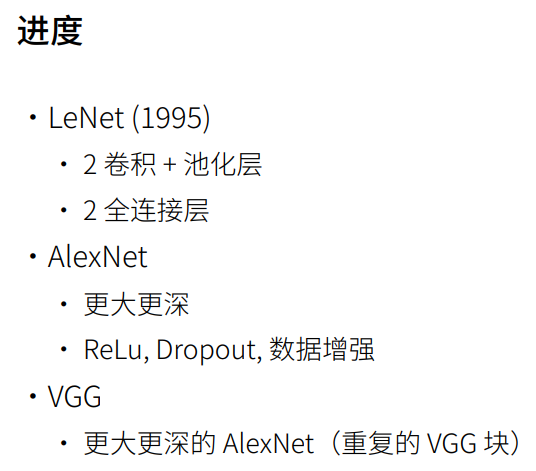 进度
• LeNet (1995)
• 2 卷积 + 池化层
• 2 全连接层
• AlexNet
• 更大更深
• ReLu, Dropout, 数据增强
• VGG
• 更大更深的 AlexNet（重复的 VGG 块）